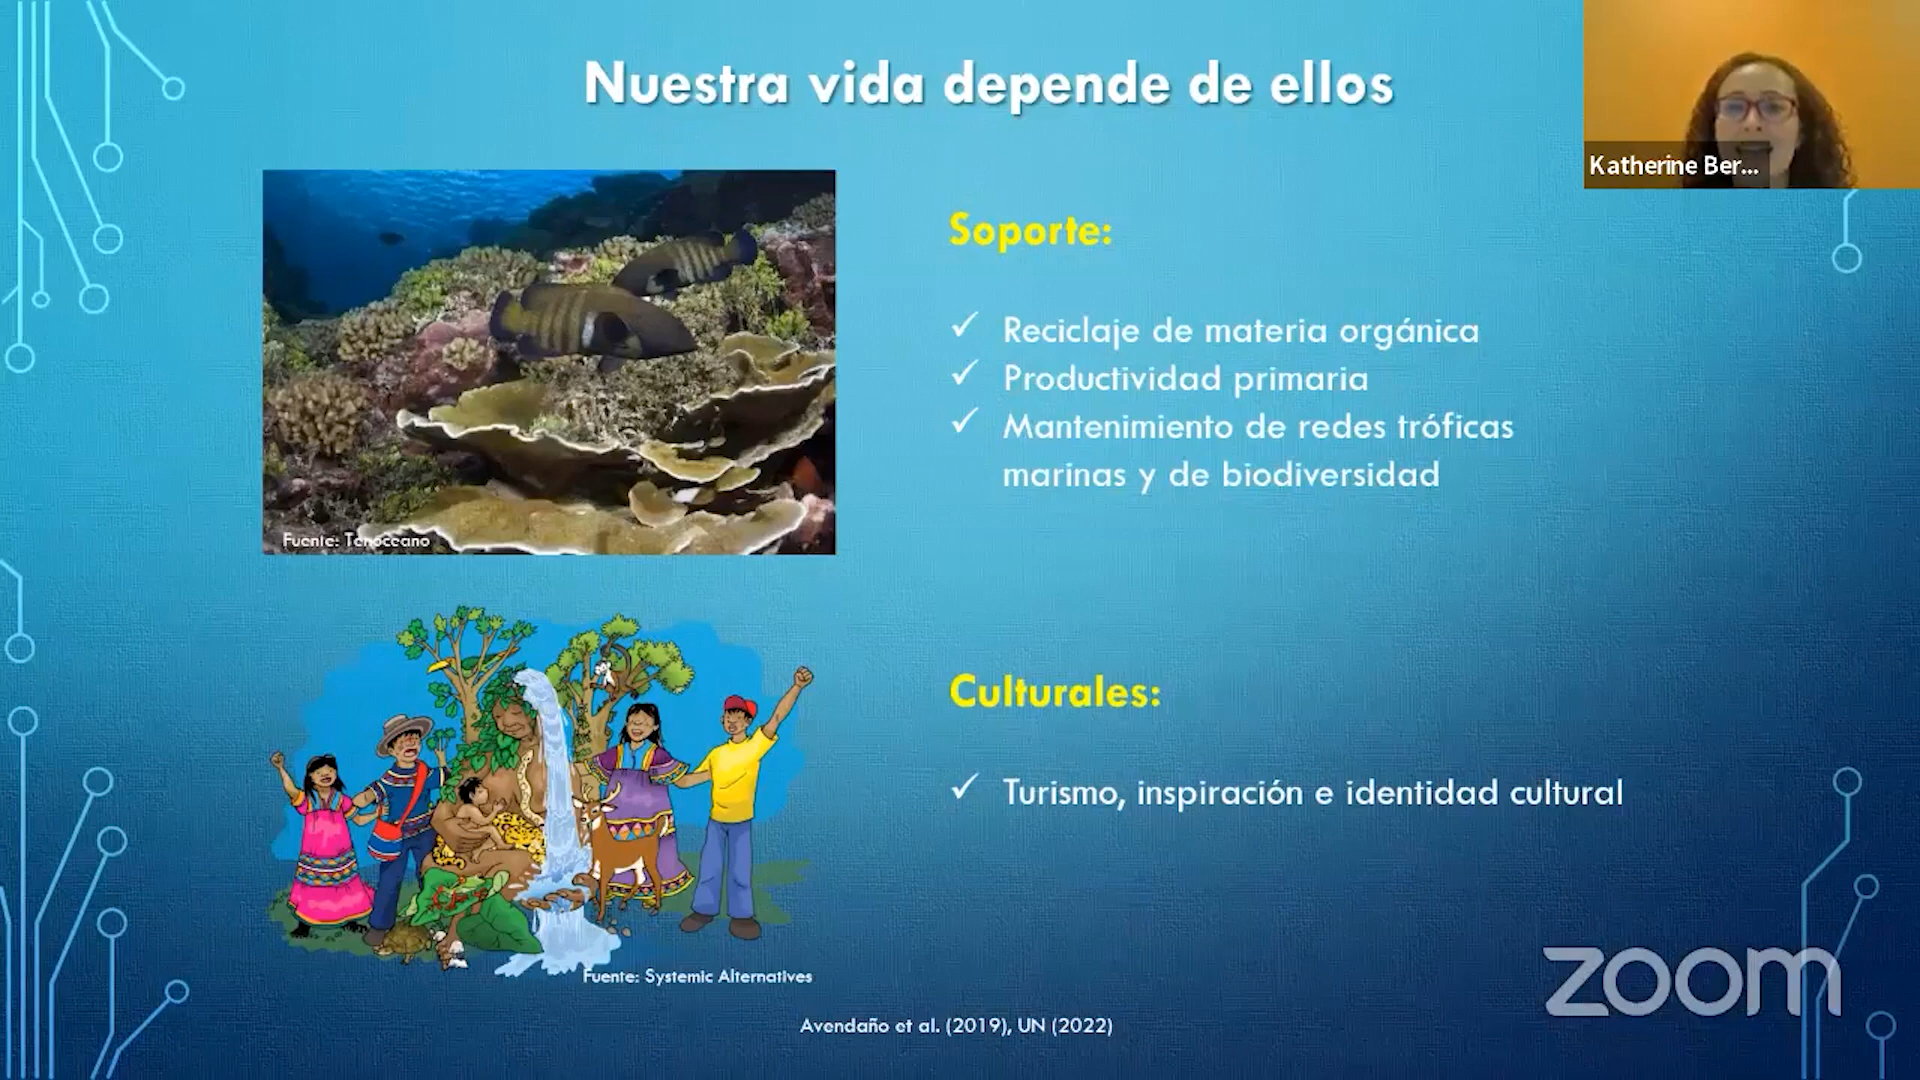 Nuestra vida depende de ellos
Katherine Ber...
Soporte:
✓ Reciclaje de materia orgánica
✓ Productividad primaria
✓ Mantenimiento de redes tróficas
marinas y de biodiversidad
Fuente: Tenoceano
Culturales:
✓ Turismo, inspiración e identidad cultural
Fuente: Systemic Alternatives
Avendaño et al. (2019), UN (2022)
zoom